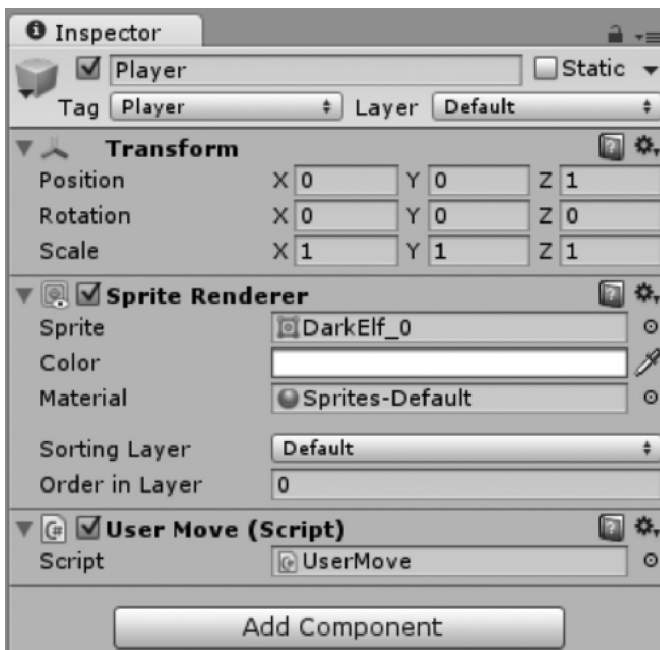 Inspector
Player Static
Tag Player Layer Default
Transform
Position X 0 Y 0 Z 1
Rotation X 0 Y 0 Z 0
Scale X 1 Y 1 Z 1
Sprite Renderer
Sprite DarkElf_0
Color
Material Sprites-Default
Sorting Layer Default
Order in Layer 0
User Move (Script)
Script UserMove
Add Component